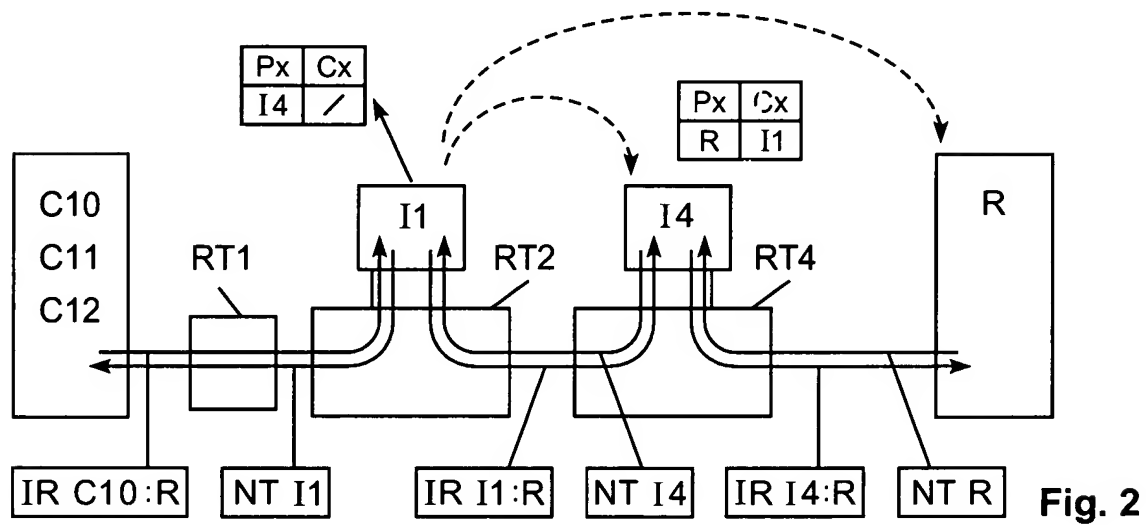 Px Cx
I4 /
Px Cx
R I1
C10
C11
C12
RT1
I1
RT2
I4
RT4
R
IR C10:R
NT I1
IR I1:R
NT I4
IR I4:R
NT R
Fig. 2